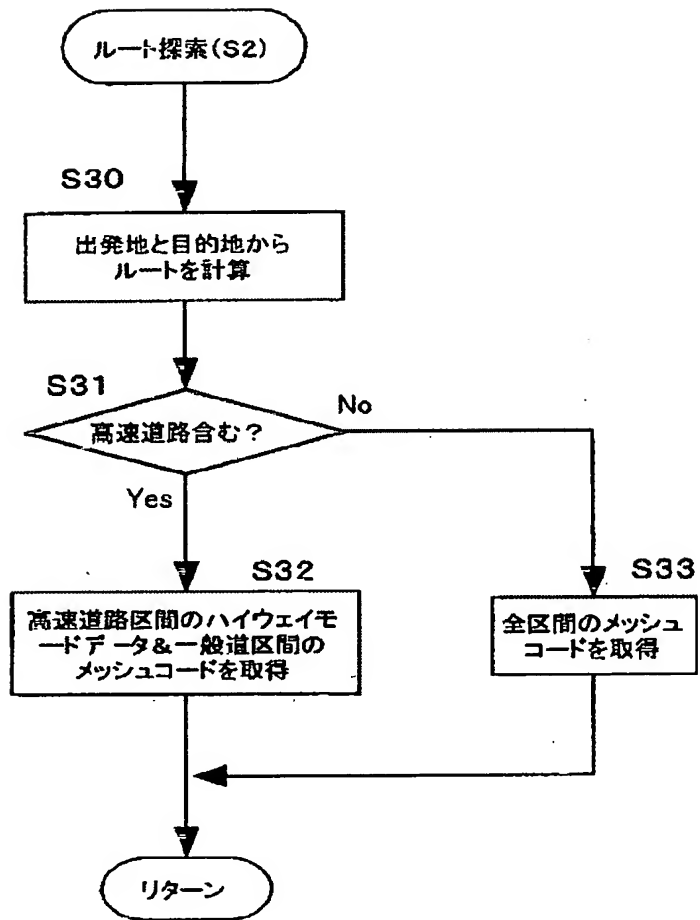 ルート探索(S2)
S30
出発地と目的地から
ルートを計算
S31
高速道路含む?
No
Yes
S32
高速道路区間のハイウェイモ
ードデータ&一般道区間の
メッシュコードを取得
S33
全区間のメッシュ
コードを取得
リターン